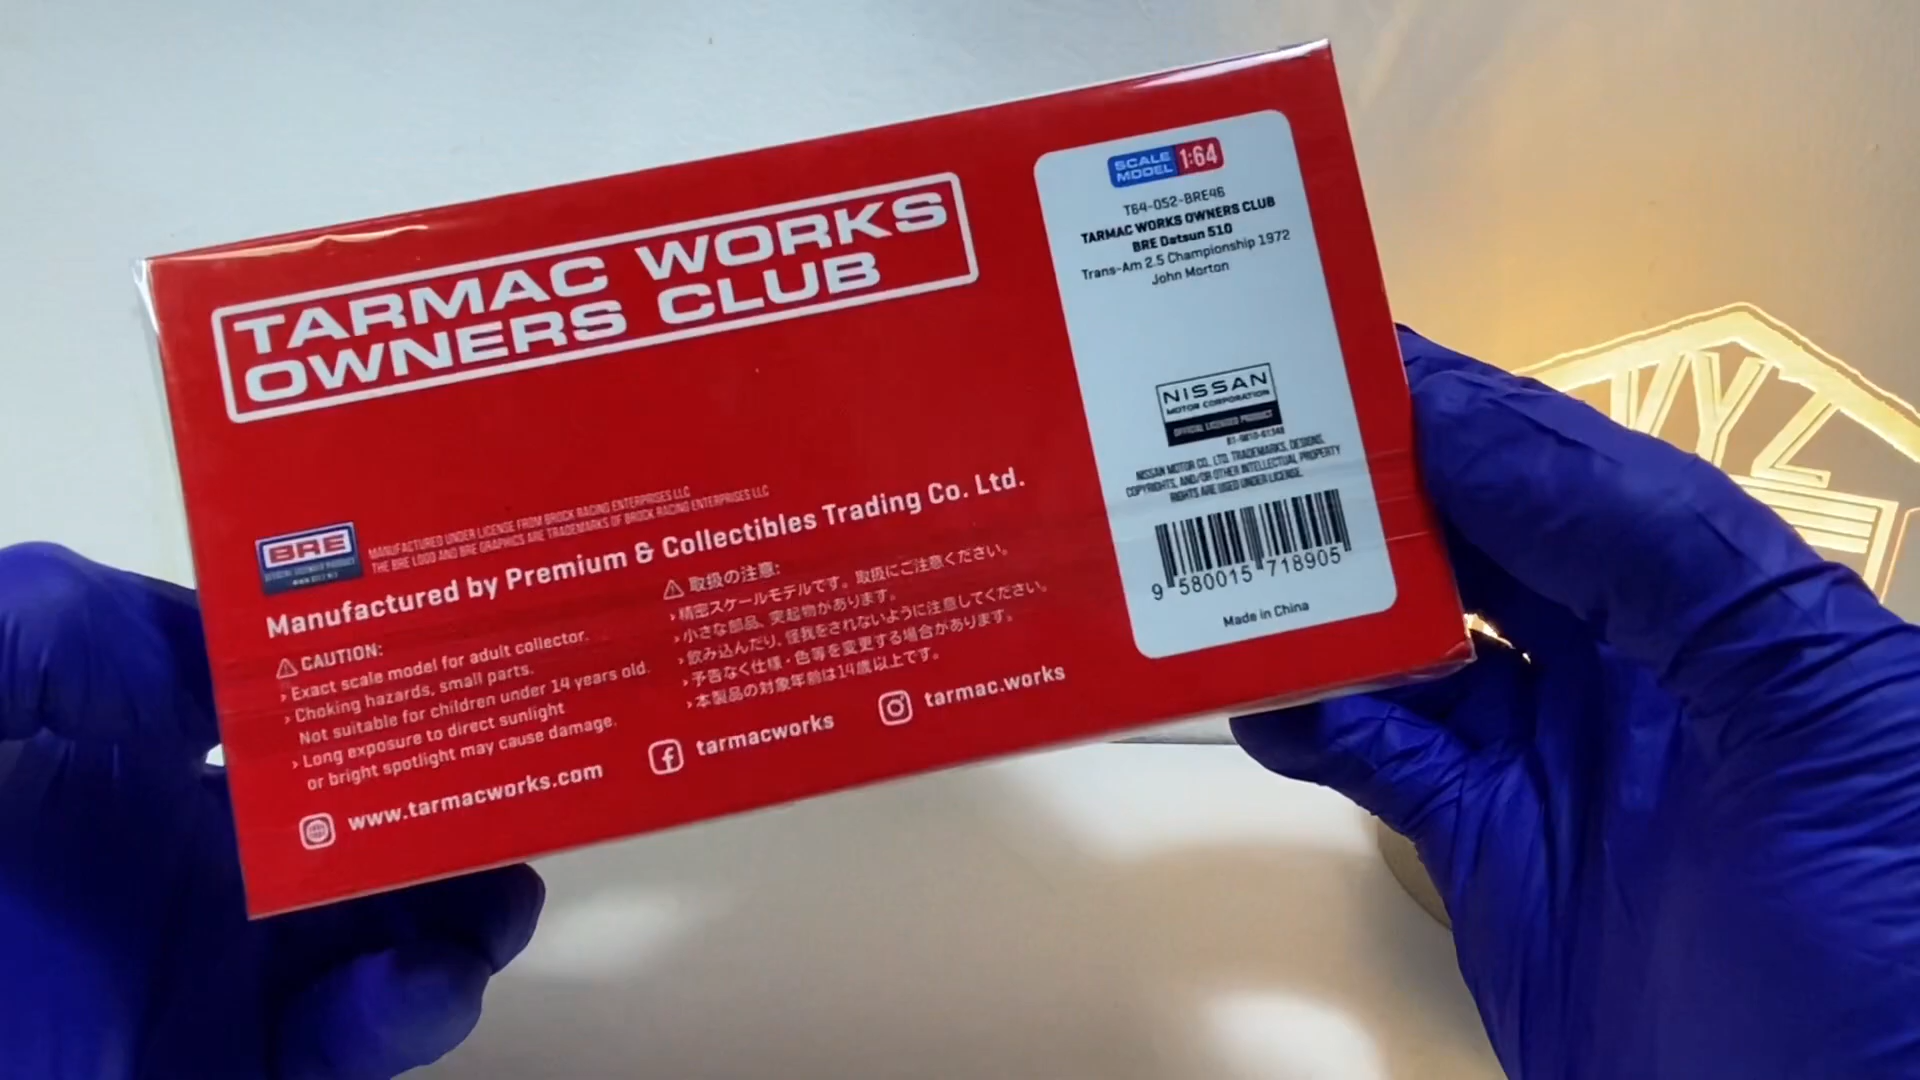 TARMAC WORKS
OWNERS CLUB
BRE
OFFICIAL LICENSED PRODUCT
MANUFACTURED UNDER LICENSE FROM BROCK RACING ENTERPRISES LLC
THE BRE LOGO AND BRE GRAPHICS ARE TRADEMARKS OF BROCK RACING ENTERPRISES LLC
Manufactured by Premium & Collectibles Trading Co. Ltd.
⚠ CAUTION:
› Exact scale model for adult collector.
› Choking hazards, small parts.
Not suitable for children under 14 years old.
› Long exposure to direct sunlight
or bright spotlight may cause damage.
⚠ 取扱の注意:
› 精密スケールモデルです。取扱にご注意ください。
› 小さな部品、突起物があります。
› 飲み込んだり、怪我をされないように注意してください。
› 予告なく仕様・色等を変更する場合があります。
› 本製品の対象年齢は14歳以上です。
www.tarmacworks.com
tarmacworks
tarmac.works
SCALE
MODEL 1:64
T64-052-BRE46
TARMAC WORKS OWNERS CLUB
BRE Datsun 510
Trans-Am 2.5 Championship 1972
John Morton
NISSAN
MOTOR CORPORATION
OFFICIAL LICENSED PRODUCT
NISSAN MOTOR CO., LTD. TRADEMARKS, DESIGNS,
COPYRIGHTS, AND/OR OTHER INTELLECTUAL PROPERTY
RIGHTS ARE USED UNDER LICENSE.
9 580015 718905
Made in China